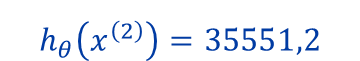 h_θ(x^(2)) = 35551,2